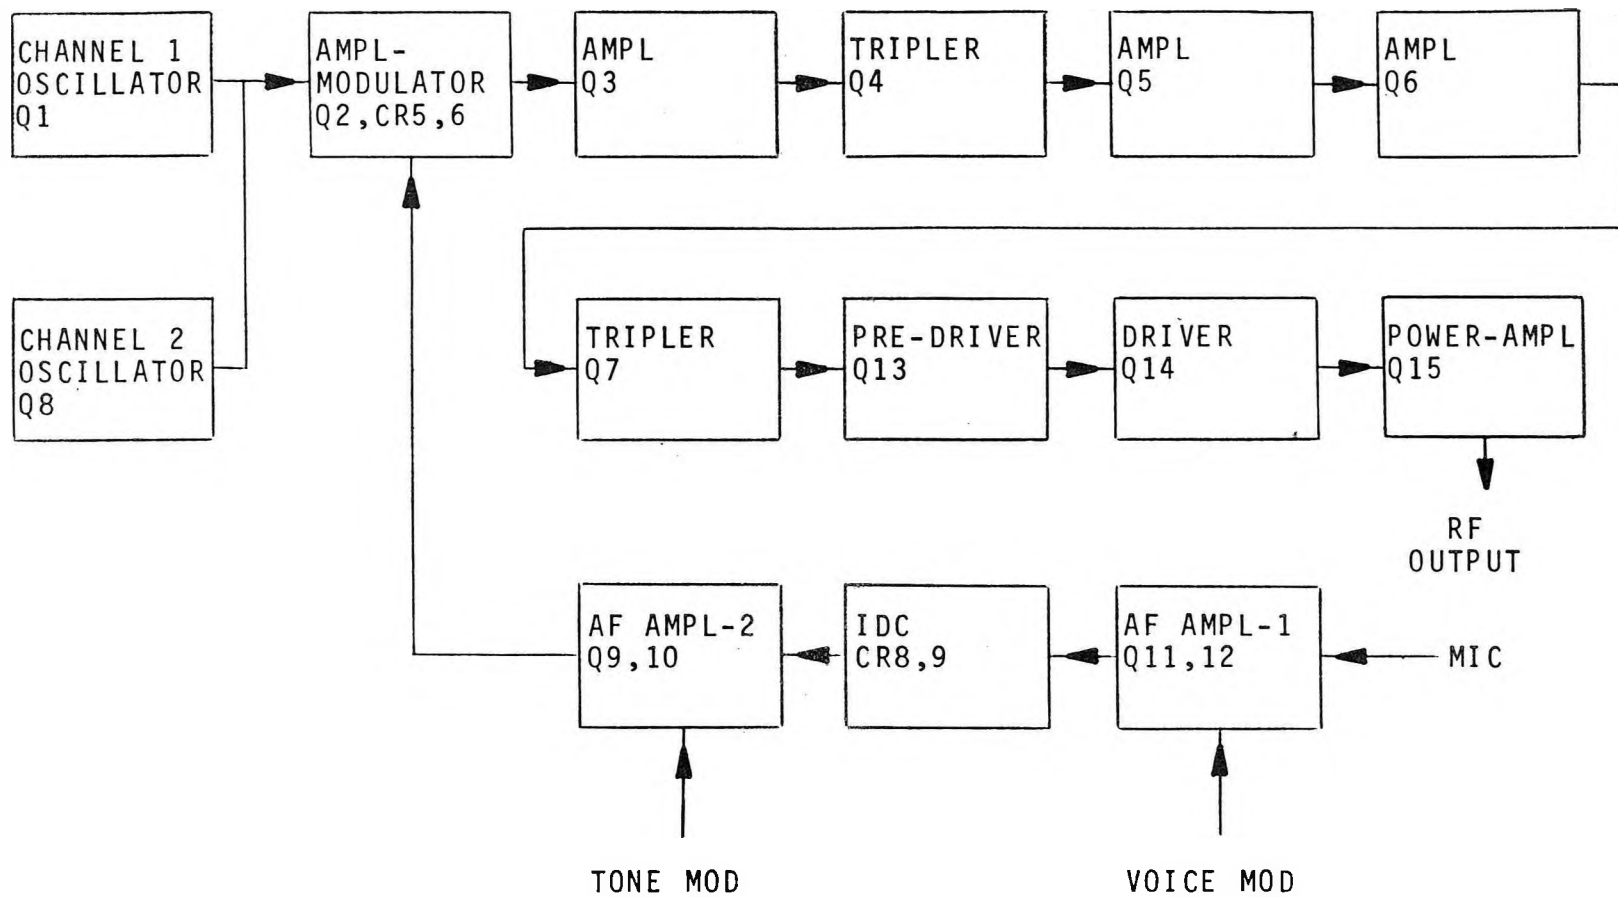 CHANNEL 1
OSCILLATOR
Q1
AMPL-
MODULATOR
Q2,CR5,6
AMPL
Q3
TRIPLER
Q4
AMPL
Q5
AMPL
Q6
CHANNEL 2
OSCILLATOR
Q8
TRIPLER
Q7
PRE-DRIVER
Q13
DRIVER
Q14
POWER-AMPL
Q15
RF
OUTPUT
AF AMPL-2
Q9,10
IDC
CR8,9
AF AMPL-1
Q11,12
MIC
TONE MOD
VOICE MOD